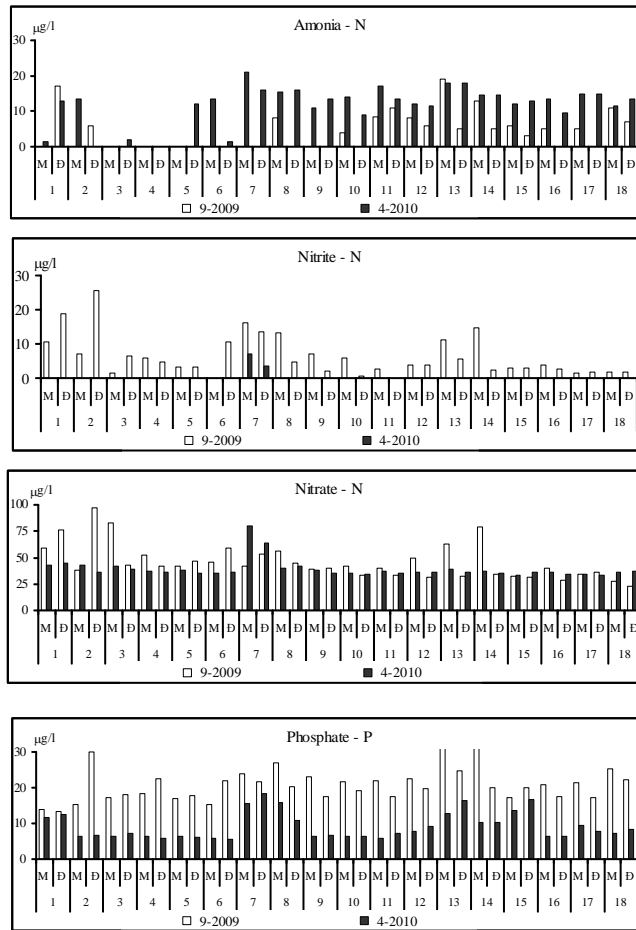 µg/l
Amonia - N
30
20
10
0
M Đ M Đ M Đ M Đ M Đ M Đ M Đ M Đ M Đ M Đ M Đ M Đ M Đ M Đ M Đ M Đ M Đ M Đ
1 2 3 4 5 6 7 8 9 10 11 12 13 14 15 16 17 18
9-2009 4-2010
Nitrite - N
µg/l
30
20
10
0
M Đ M Đ M Đ M Đ M Đ M Đ M Đ M Đ M Đ M Đ M Đ M Đ M Đ M Đ M Đ M Đ M Đ M Đ
1 2 3 4 5 6 7 8 9 10 11 12 13 14 15 16 17 18
9-2009 4-2010
µg/l
Nitrate - N
100
75
50
25
0
M Đ M Đ M Đ M Đ M Đ M Đ M Đ M Đ M Đ M Đ M Đ M Đ M Đ M Đ M Đ M Đ M Đ M Đ
1 2 3 4 5 6 7 8 9 10 11 12 13 14 15 16 17 18
9-2009 4-2010
Phosphate - P
µg/l
30
20
10
0
M Đ M Đ M Đ M Đ M Đ M Đ M Đ M Đ M Đ M Đ M Đ M Đ M Đ M Đ M Đ M Đ M Đ M Đ
1 2 3 4 5 6 7 8 9 10 11 12 13 14 15 16 17 18
9-2009 4-2010